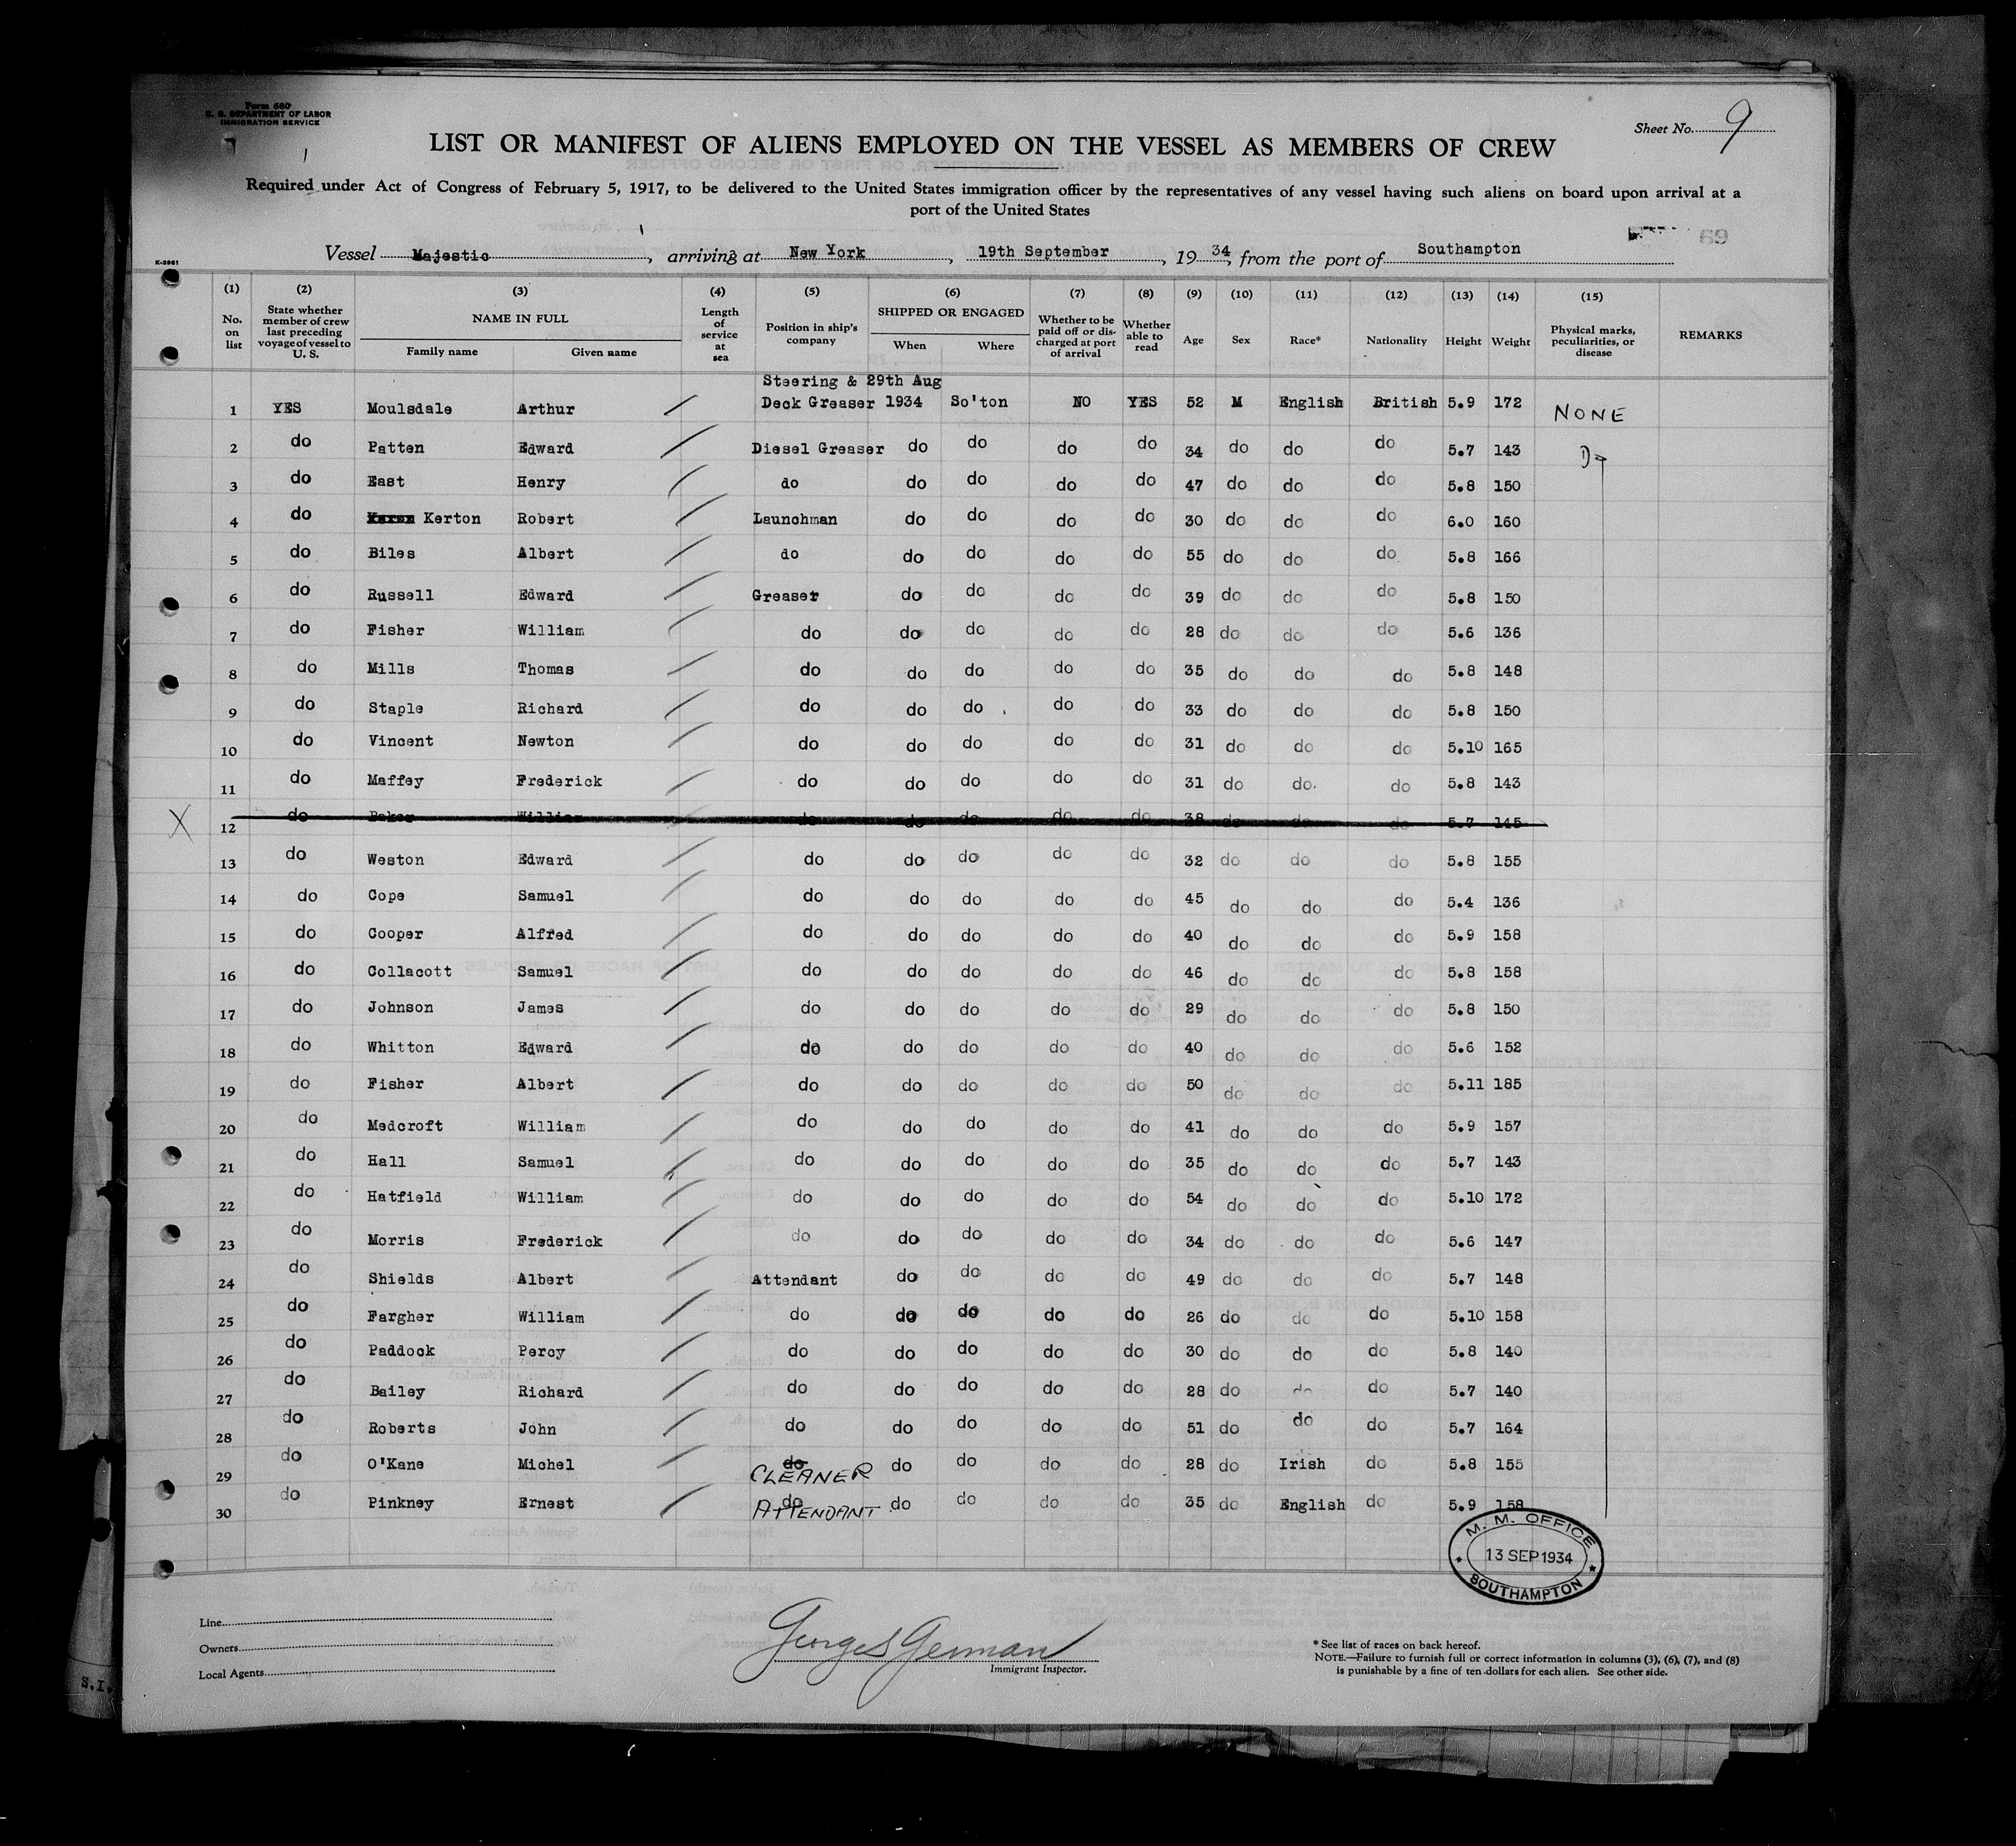 Form 680
U. S. DEPARTMENT OF LABOR
IMMIGRATION SERVICE
Sheet No. 9
LIST OR MANIFEST OF ALIENS EMPLOYED ON THE VESSEL AS MEMBERS OF CREW
Required under Act of Congress of February 5, 1917, to be delivered to the United States immigration officer by the representatives of any vessel having such aliens on board upon arrival at a
port of the United States
Vessel Majestic, arriving at New York, 19th September, 1934, from the port of Southampton
K-3861
(1) (2) (3) (4) (5) (6) (7) (8) (9) (10) (11) (12) (13) (14) (15)
No. on list State whether member of crew last preceding voyage of vessel to U. S. NAME IN FULL Family name Given name Length of service at sea Position in ship's company SHIPPED OR ENGAGED When Where Whether to be paid off or discharged at port of arrival Whether able to read Age Sex Race* Nationality Height Weight Physical marks, peculiarities, or disease REMARKS
Steering & 29th Aug
1 YES Moulsdale Arthur Deck Greaser 1934 So'ton NO YES 52 M English British 5.9 172 NONE
2 do Patten Edward Diesel Greaser do do do do 34 do do do 5.7 143 Do
3 do East Henry do do do do do 47 do do do 5.8 150
4 do Kerton Robert Launchman do do do do 30 do do do 6.0 160
5 do Biles Albert do do do do do 55 do do do 5.8 166
6 do Russell Edward Greaser do do do do 39 do do do 5.8 150
7 do Fisher William do do do do do 28 do do do 5.6 136
8 do Mills Thomas do do do do do 35 do do do 5.8 148
9 do Staple Richard do do do do do 33 do do do 5.8 150
10 do Vincent Newton do do do do do 31 do do do 5.10 165
11 do Maffey Frederick do do do do do 31 do do do 5.8 143
X 12 do Baker William do do do do do 38 do do do 5.7 145
13 do Weston Edward do do do do do 32 do do do 5.8 155
14 do Cope Samuel do do do do do 45 do do do 5.4 136
15 do Cooper Alfred do do do do do 40 do do do 5.9 158
16 do Collacott Samuel do do do do do 46 do do do 5.8 158
17 do Johnson James do do do do do 29 do do do 5.8 150
18 do Whitton Edward do do do do do 40 do do do 5.6 152
19 do Fisher Albert do do do do do 50 do do do 5.11 185
20 do Medcroft William do do do do do 41 do do do 5.9 157
21 do Hall Samuel do do do do do 35 do do do 5.7 143
22 do Hatfield William do do do do do 54 do do do 5.10 172
23 do Morris Frederick do do do do do 34 do do do 5.6 147
24 do Shields Albert Attendant do do do do 49 do do do 5.7 148
25 do Fargher William do do do do do 26 do do do 5.10 158
26 do Paddock Percy do do do do do 30 do do do 5.8 140
27 do Bailey Richard do do do do do 28 do do do 5.7 140
28 do Roberts John do do do do do 51 do do do 5.7 164
29 do O'Kane Michel do CLEANER do do do do 28 do Irish do 5.8 155
30 do Pinkney Ernest do ATTENDANT do do do do 35 do English do 5.9 158
M. M. OFFICE
13 SEP 1934
SOUTHAMPTON
Line
Owners
Local Agents
George S German
Immigrant Inspector.
* See list of races on back hereof.
NOTE.—Failure to furnish full or correct information in columns (3), (6), (7), and (8)
is punishable by a fine of ten dollars for each alien. See other side.
S.I.